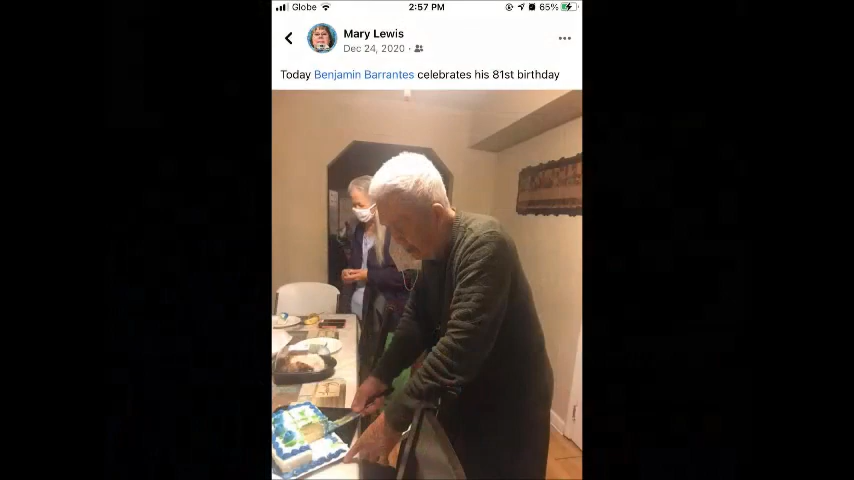 Globe 2:57 PM 65%
Mary Lewis
Dec 24, 2020 ·
Today Benjamin Barrantes celebrates his 81st birthday